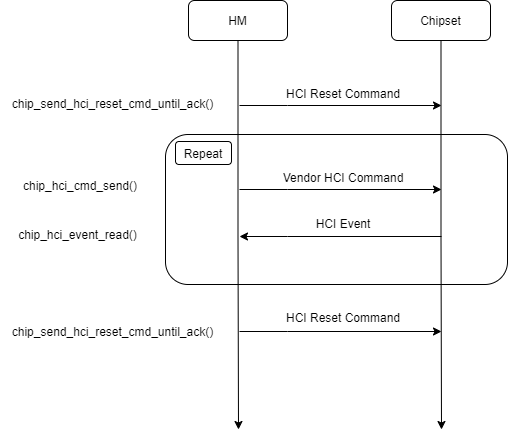 HM
Chipset
HCI Reset Command
chip_send_hci_reset_cmd_until_ack()
Repeat
Vendor HCI Command
chip_hci_cmd_send()
HCI Event
chip_hci_event_read()
HCI Reset Command
chip_send_hci_reset_cmd_until_ack()